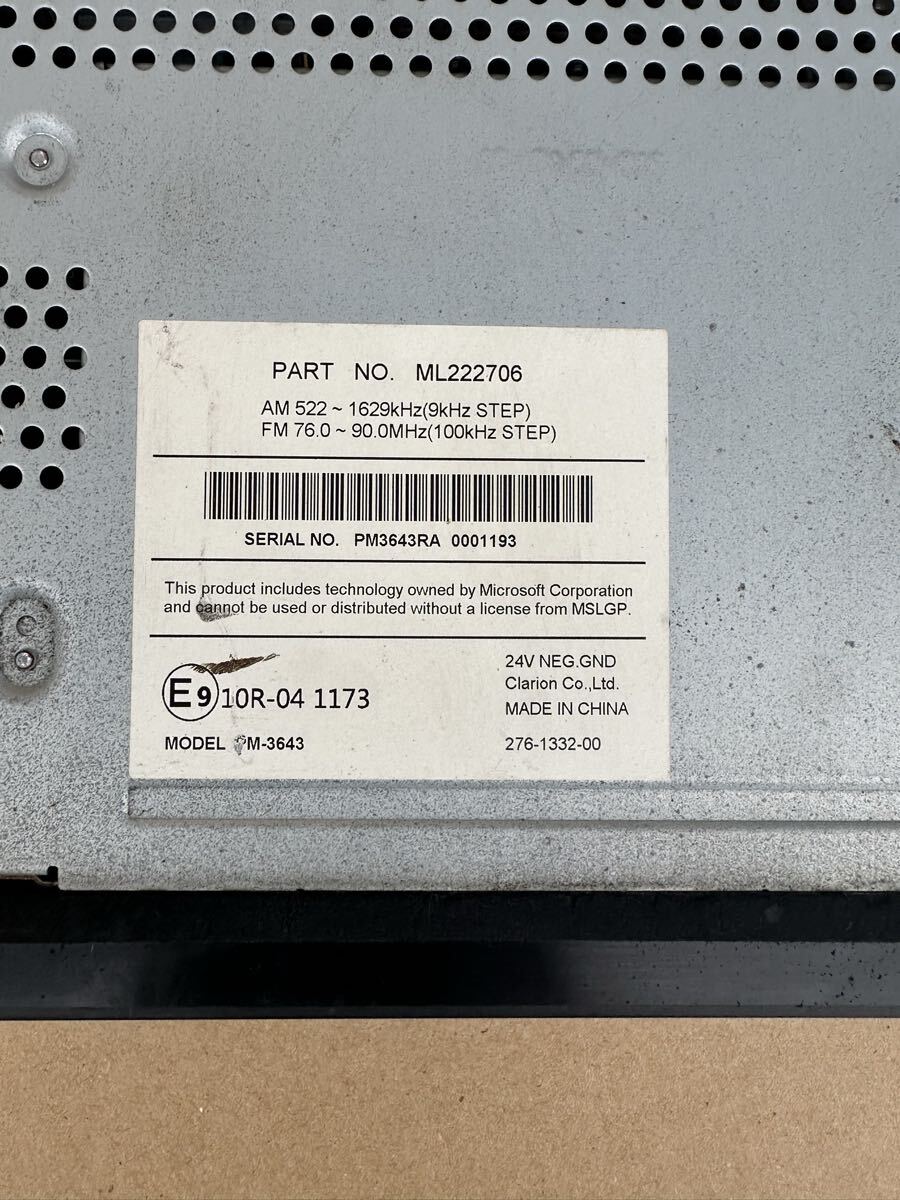 PART NO. ML222706
AM 522 ~ 1629kHz(9kHz STEP)
FM 76.0 ~ 90.0MHz(100kHz STEP)
SERIAL NO. PM3643RA 0001193
This product includes technology owned by Microsoft Corporation
and cannot be used or distributed without a license from MSLGP.
E9 10R-04 1173
24V NEG.GND
Clarion Co.,Ltd.
MADE IN CHINA
MODEL PM-3643
276-1332-00